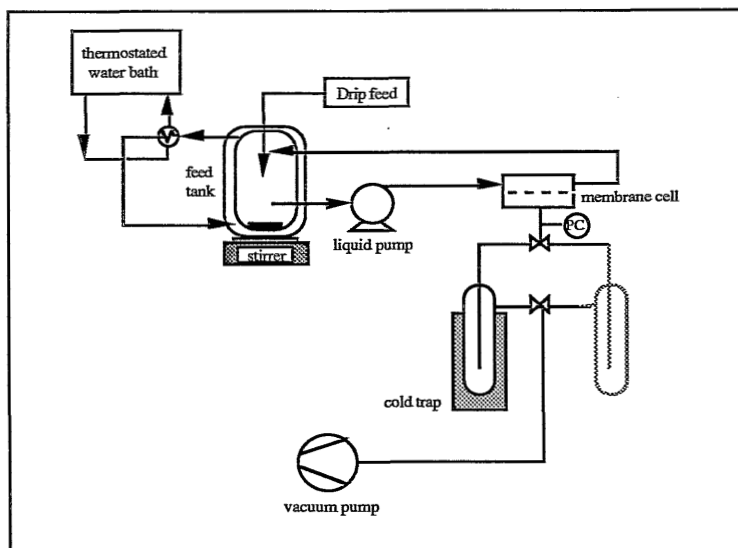 thermostated
water bath
Drip feed
feed
tank
membrane cell
PC
liquid pump
stirrer
cold trap
vacuum pump